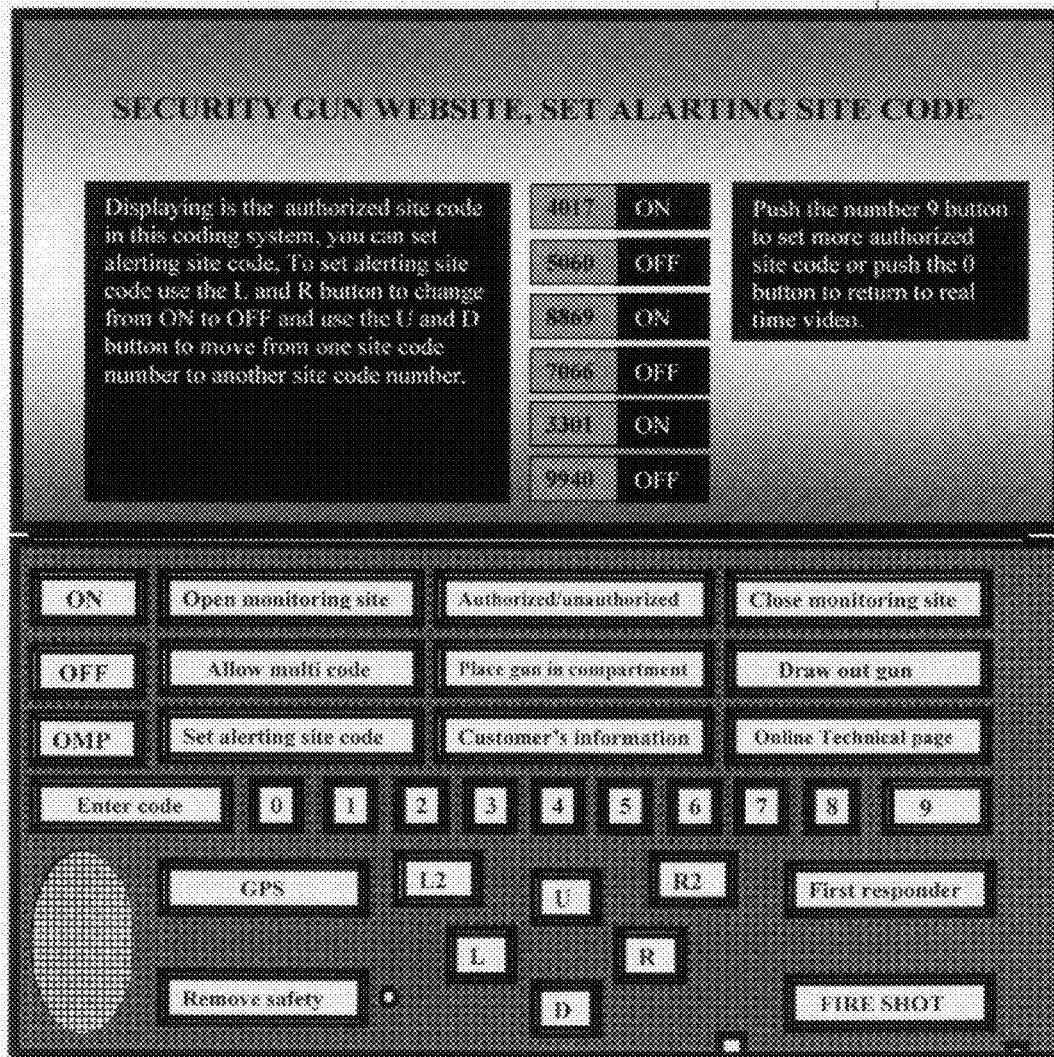 SECURITY GUN WEBSITE, SET ALARTING SITE CODE.
Displaying is the authorized site code
in this coding system, you can set
alerting site code. To set alerting site
code use the L and R button to change
from ON to OFF and use the U and D
button to move from one site code
number to another site code number.
4017 ON
5060 OFF
8869 ON
7066 OFF
3301 ON
9940 OFF
Push the number 9 button
to set more authorized
site code or push the 0
button to return to real
time video.
ON Open monitoring site Authorized/unauthorized Close monitoring site
OFF Allow multi code Place gun in compartment Draw out gun
OMP Set alerting site code Customer's information Online Technical page
Enter code 0 1 2 3 4 5 6 7 8 9
GPS L2 U R2 First responder
L R
Remove safety D FIRE SHOT